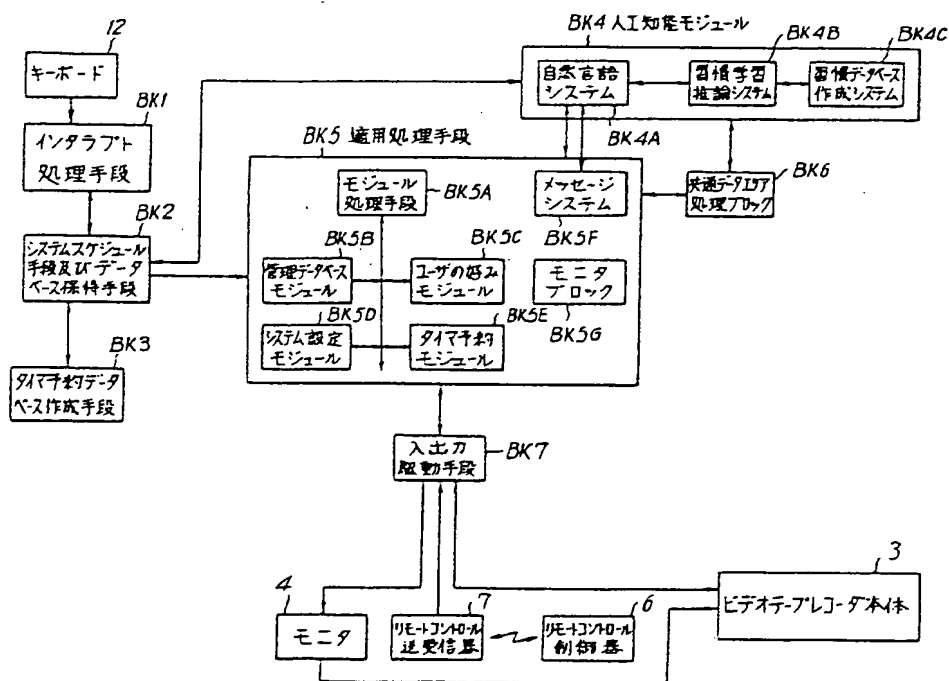 12
キーボード
BK1
インタラプト
処理手段
BK2
システムスケジュール
手段及びデータ
ベース保持手段
BK3
タイマ予約データ
ベース作成手段
BK4 人工知能モジュール
BK4B
BK4C
自然言語
システム
習慣学習
推論システム
習慣データベース
作成システム
BK4A
BK5 適用処理手段
モジュール
処理手段
BK5A
メッセージ
システム
BK5F
共通データエリア
処理ブロック
BK6
BK5B
BK5C
管理データベース
モジュール
ユーザの好み
モジュール
モニタ
ブロック
BK5G
BK5D
BK5E
システム設定
モジュール
タイマ予約
モジュール
入出力
駆動手段
BK7
4
モニタ
7
リモートコントロール
送受信器
6
リモートコントロール
制御器
3
ビデオテープレコーダ本体